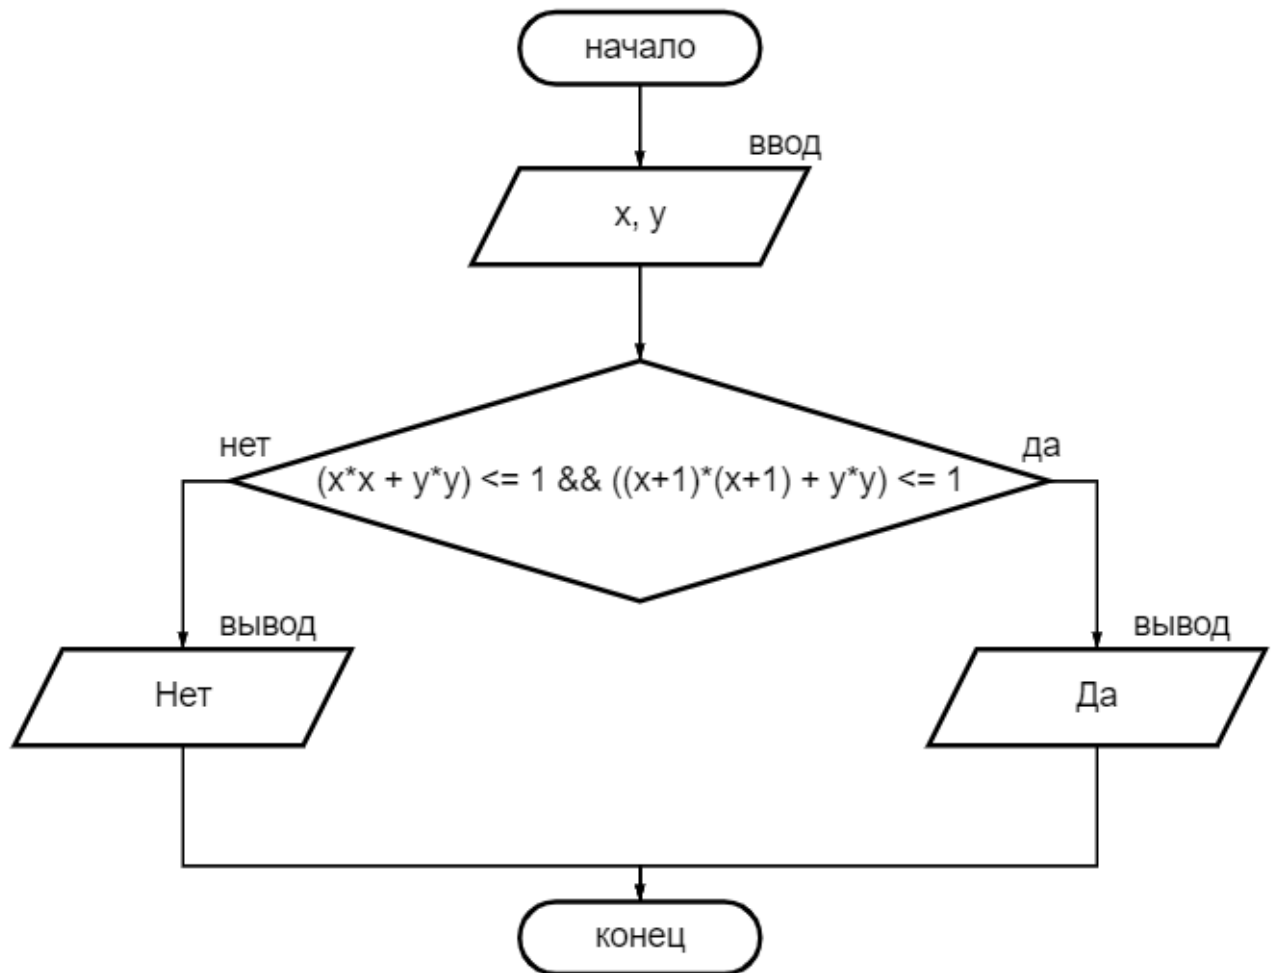 начало
ввод
x, y
нет
да
(x*x + y*y) <= 1 && ((x+1)*(x+1) + y*y) <= 1
вывод
вывод
Нет
Да
конец